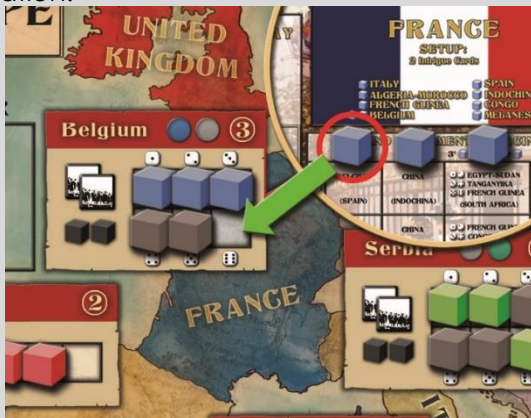 UNITED
KINGDOM
FRANCE
SETUP:
2 Intrigue Cards
ITALY
SPAIN
ALGERIA-MOROCCO
FRENCH GUINEA
CONGO
BELGIUM
CHINA
EGYPT-SUDAN
TANGANYIKA
FRENCH GUINEA
(SPAIN)
(INDOCHINA)
(SOUTH AFRICA)
CHINA
Belgium
3
Serbia
2
FRANCE